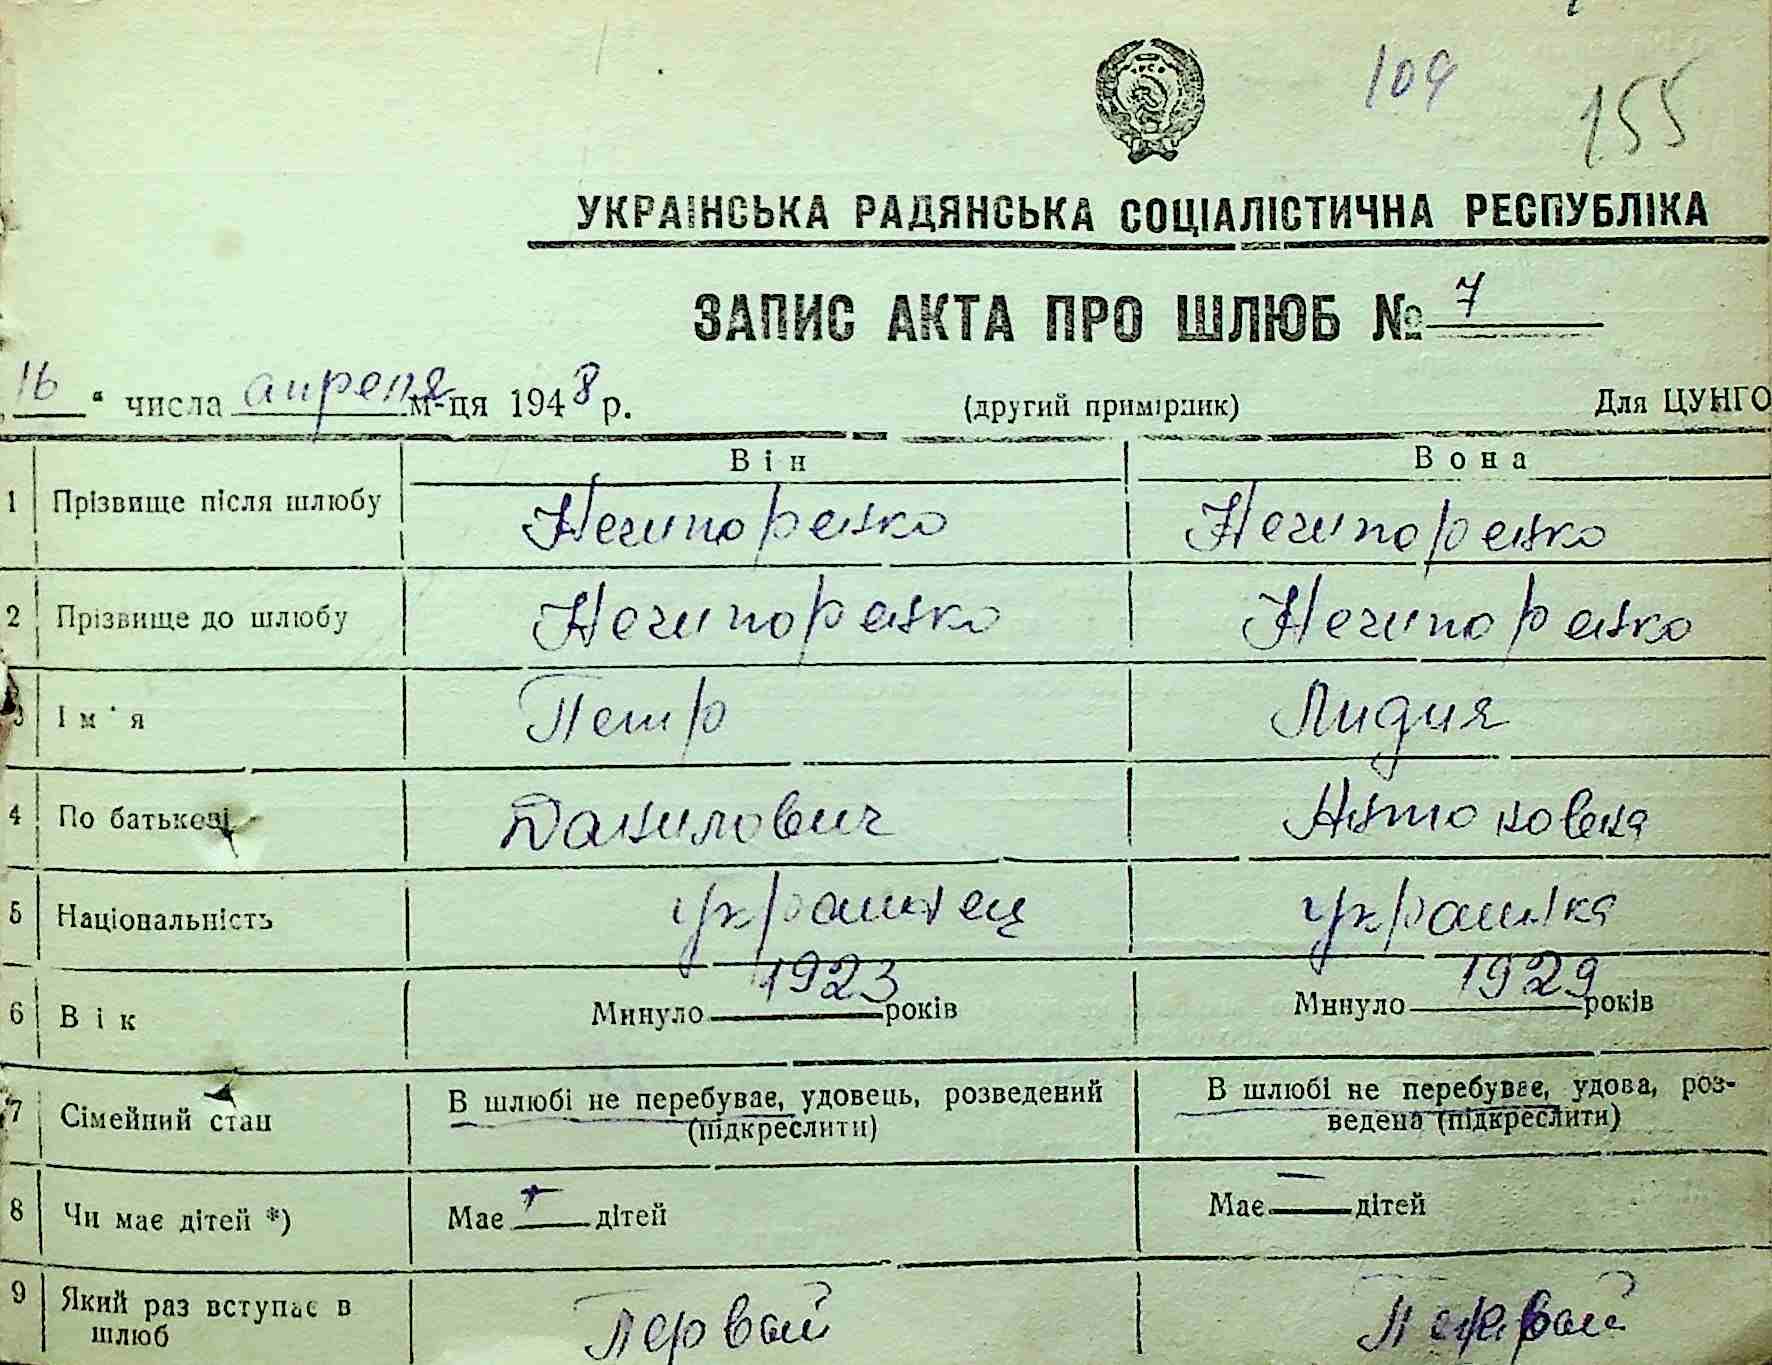 104 155
УКРАЇНСЬКА РАДЯНСЬКА СОЦІАЛІСТИЧНА РЕСПУБЛІКА
ЗАПИС АКТА ПРО ШЛЮБ № 7
„16“ числа апреля м-ця 1948 р. (другий примірник) Для ЦУНГО
Він Вона
1 Прізвище після шлюбу Нечипоренко Нечипоренко
2 Прізвище до шлюбу Нечипоренко Нечипоренко
3 Ім'я Петр Лидия
4 По батькові Данилович Антоновна
5 Національність украинец украинка
6 Вік Минуло 1923 років Минуло 1929 років
7 Сімейний стан В шлюбі не перебуває, удовець, розведений (підкреслити) В шлюбі не перебуває, удова, роз-
ведена (підкреслити)
8 Чи має дітей *) Має — дітей Має — дітей
9 Який раз вступає в
шлюб Первый Первый